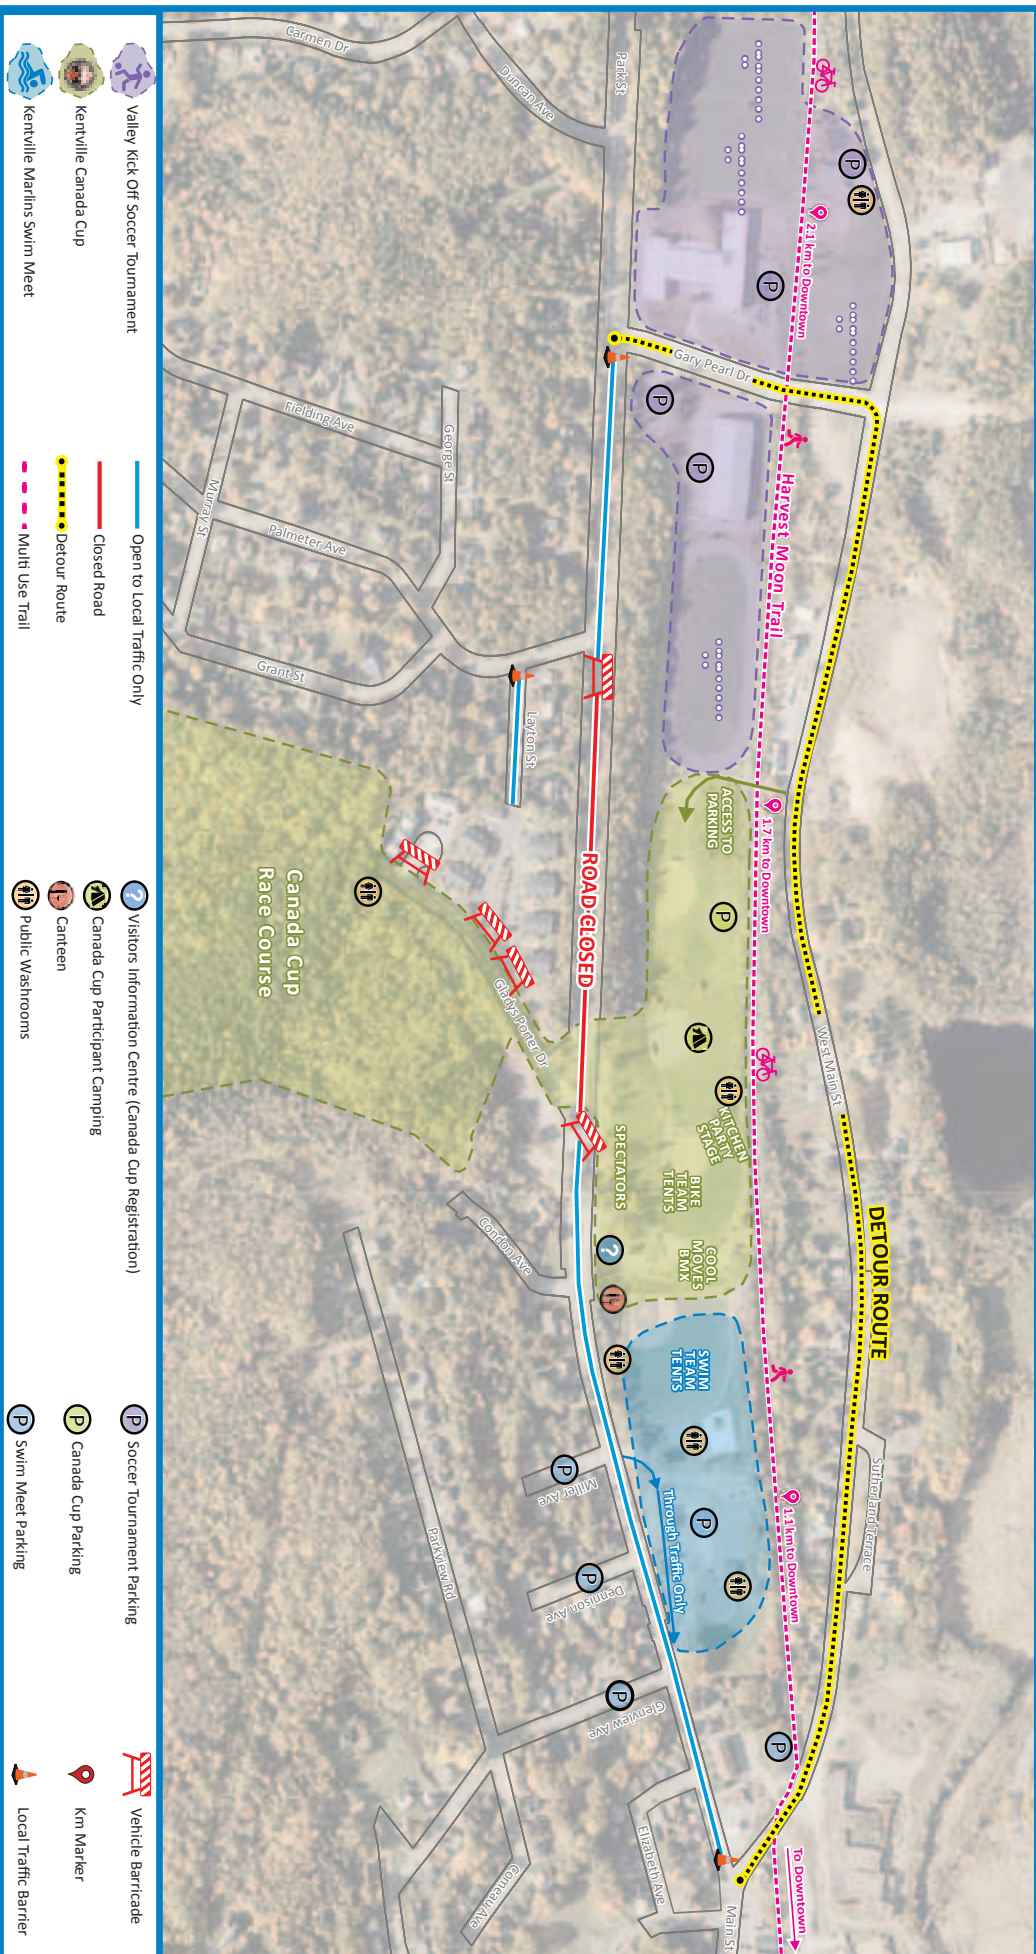 Carmen Dr
Duncan Ave
Park St
2.1 km to Downtown
P
P
Gary Pearl Dr
P
P
Harvest Moon Trail
Fielding Ave
George St
Murray St
Palmeter Ave
Grant St
Layton St
ROAD CLOSED
ACCESS TO
PARKING
1.7 km to Downtown
P
West Main St
Canada Cup
Race Course
Gladys Porter Dr
KITCHEN
PARTY
STAGE
SPECTATORS
BIKE
TEAM
TENTS
COOL
MOVES
BMX
?
DETOUR ROUTE
Condon Ave
SWIM
TEAM
TENTS
Sutherland Terrace
1.1 km to Downtown
Through Traffic Only
P
P
Miller Ave
P
Dennison Ave
Parkview Rd
P
Glenview Ave
P
Elizabeth Ave
Comeau Ave
Main St
To Downtown
Valley Kick Off Soccer Tournament
Kentville Canada Cup
Kentville Marlins Swim Meet
Open to Local Traffic Only
Closed Road
Detour Route
Multi Use Trail
? Visitors Information Centre (Canada Cup Registration)
Canada Cup Participant Camping
Canteen
Public Washrooms
P Soccer Tournament Parking
P Canada Cup Parking
P Swim Meet Parking
Vehicle Barricade
Km Marker
Local Traffic Barrier